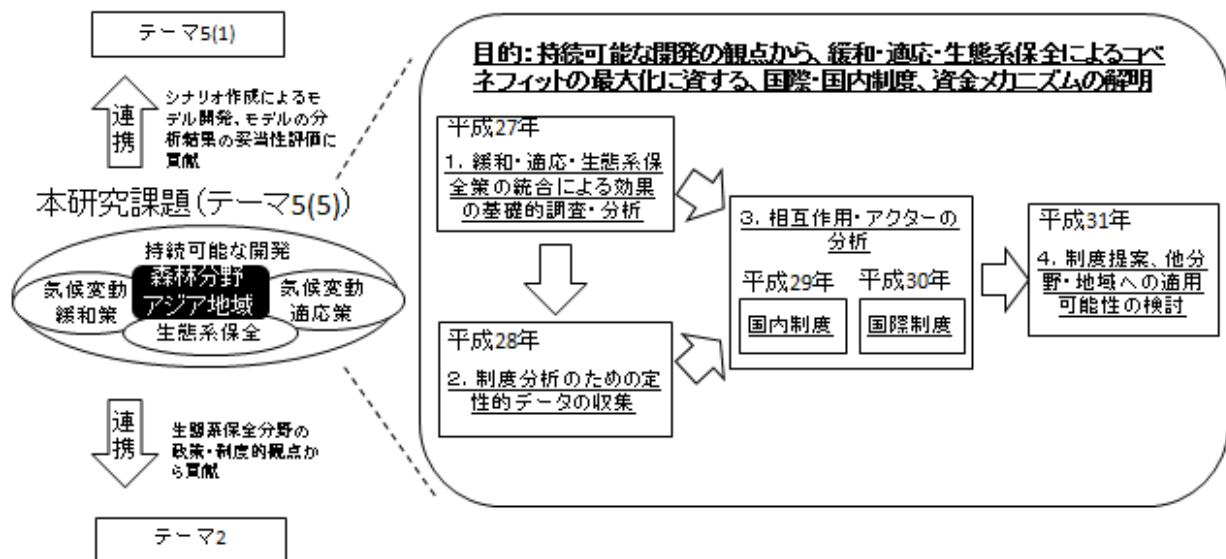 テーマ5(1)
連携
シナリオ作成によるモ
デル開発、モデルの分
析結果の妥当性評価に
貢献
本研究課題(テーマ5(5))
持続可能な開発
森林分野
アジア地域
気候変動
緩和策
気候変動
適応策
生態系保全
連携
生態系保全分野の
政策・制度的観点か
ら貢献
テーマ2
目的：持続可能な開発の観点から、緩和・適応・生態系保全によるコベ
ネフィットの最大化に資する、国際・国内制度、資金メカニズムの解明
平成27年
1. 緩和・適応・生態系保
全策の統合による効果
の基礎的調査・分析
平成28年
2. 制度分析のための定
性的データの収集
3. 相互作用・アクターの
分析
平成29年
国内制度
平成30年
国際制度
平成31年
4. 制度提案、他分
野・地域への適用
可能性の検討